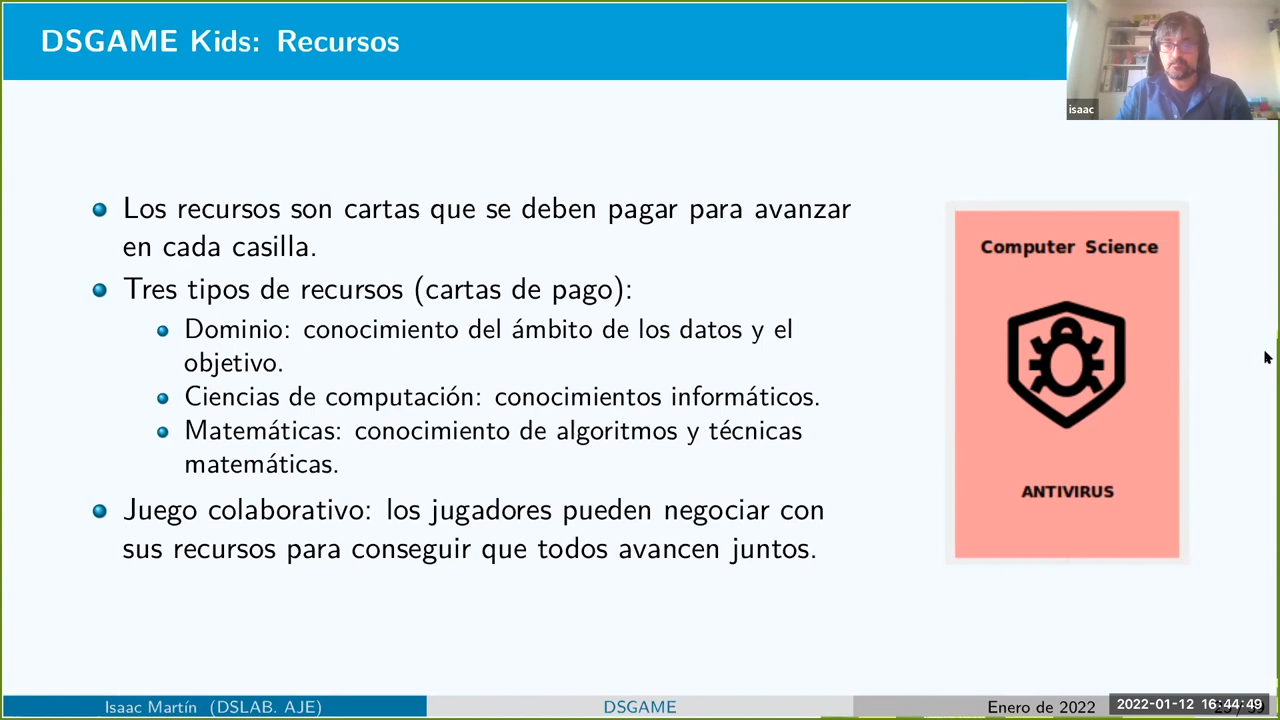 DSGAME Kids: Recursos
isaac
Los recursos son cartas que se deben pagar para avanzar
en cada casilla.
Tres tipos de recursos (cartas de pago):
Dominio: conocimiento del ámbito de los datos y el
objetivo.
Ciencias de computación: conocimientos informáticos.
Matemáticas: conocimiento de algoritmos y técnicas
matemáticas.
Juego colaborativo: los jugadores pueden negociar con
sus recursos para conseguir que todos avancen juntos.
Computer Science
ANTIVIRUS
Isaac Martín (DSLAB. AJE)
DSGAME
Enero de 2022
2022-01-12 16:44:49